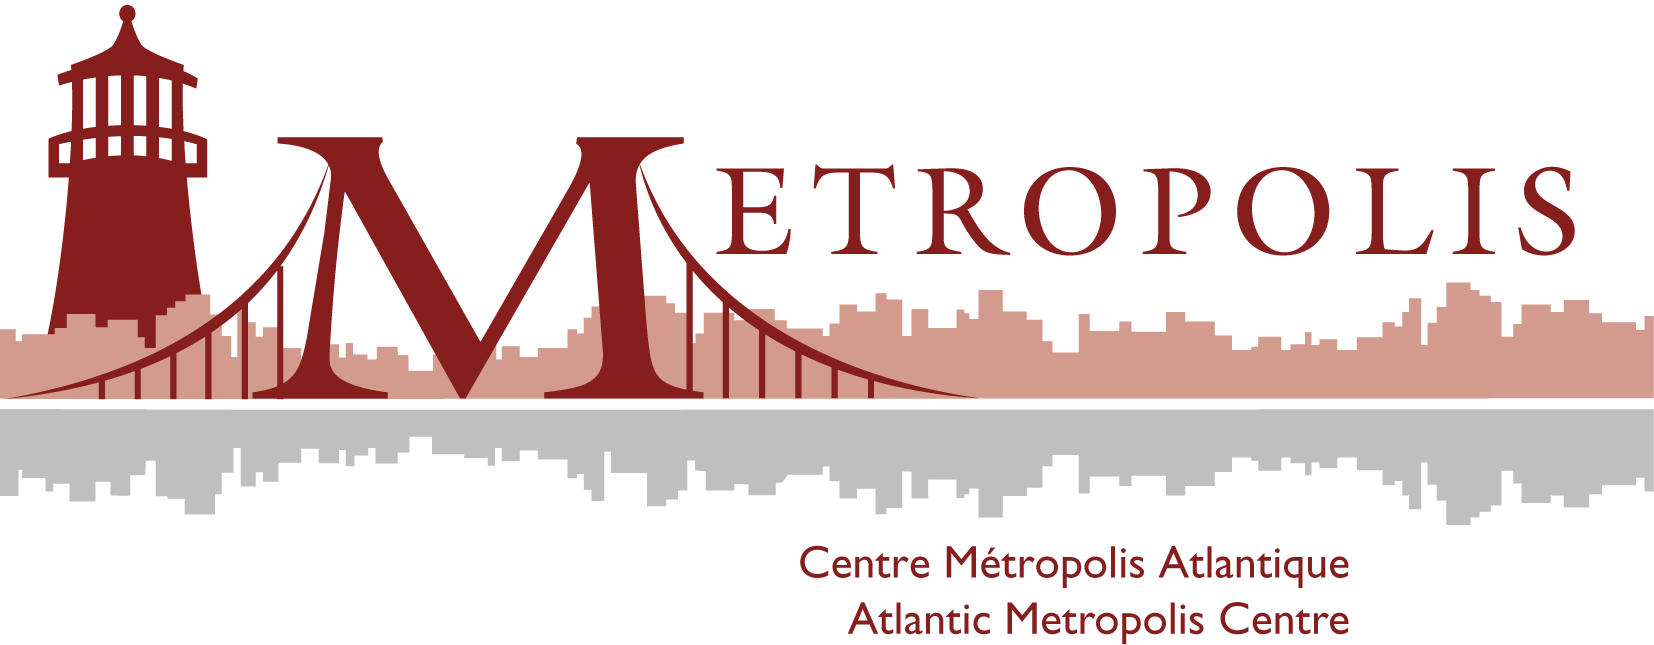 METROPOLIS
Centre Métropolis Atlantique
Atlantic Metropolis Centre